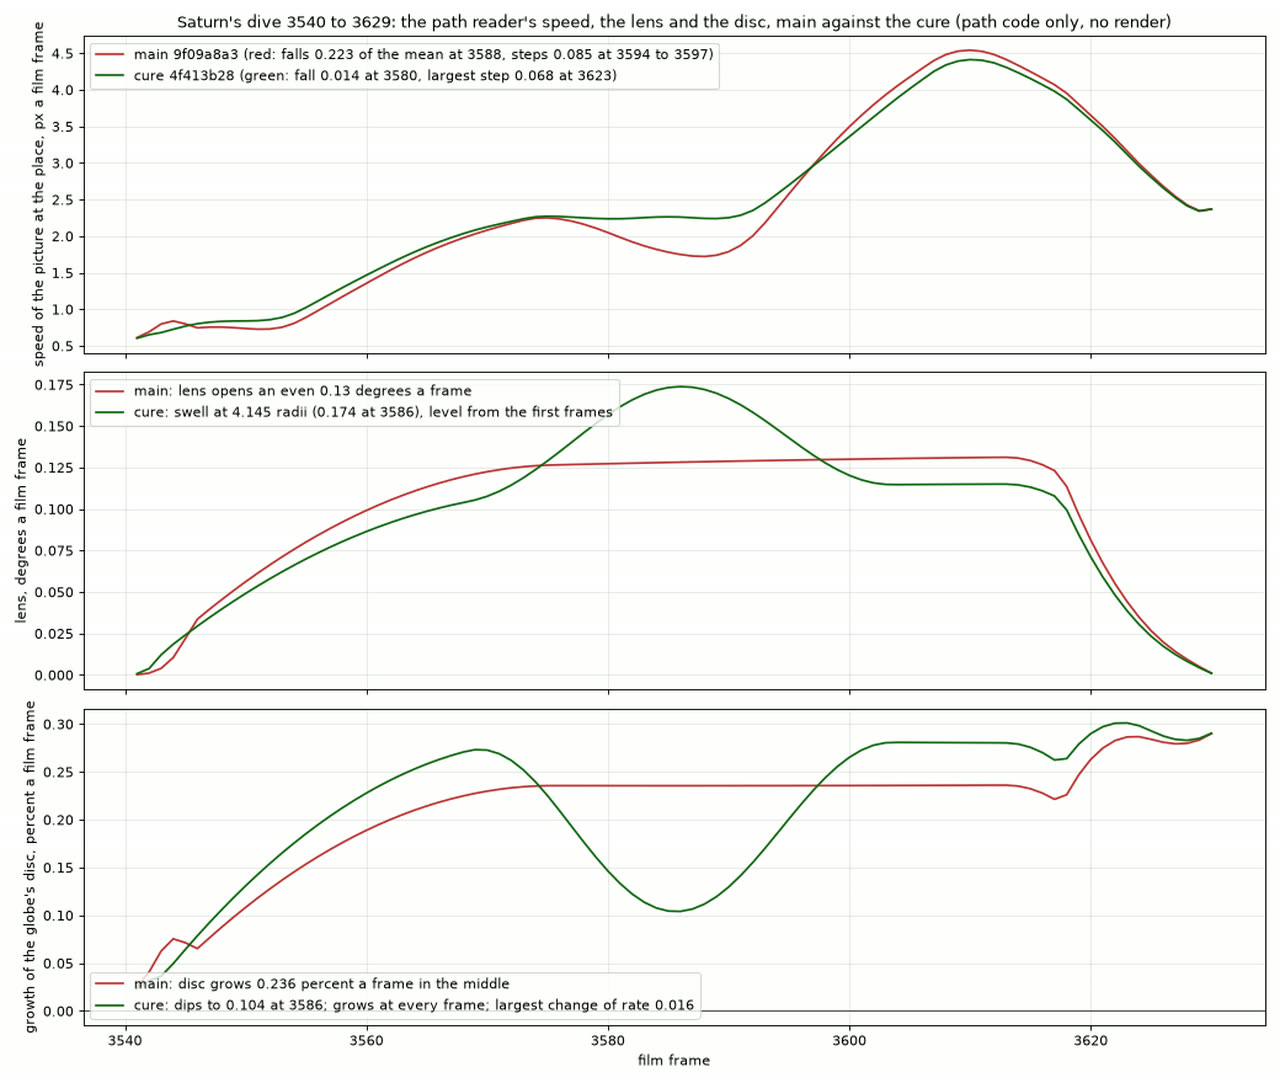 Saturn's dive 3540 to 3629: the path reader's speed, the lens and the disc, main against the cure (path code only, no render)
speed of the picture at the place, px a film frame
4.5
4.0
3.5
3.0
2.5
2.0
1.5
1.0
0.5
main 9f09a8a3 (red: falls 0.223 of the mean at 3588, steps 0.085 at 3594 to 3597)
cure 4f413b28 (green: fall 0.014 at 3580, largest step 0.068 at 3623)
lens, degrees a film frame
0.175
0.150
0.125
0.100
0.075
0.050
0.025
0.000
main: lens opens an even 0.13 degrees a frame
cure: swell at 4.145 radii (0.174 at 3586), level from the first frames
growth of the globe's disc, percent a film frame
0.30
0.25
0.20
0.15
0.10
0.05
0.00
main: disc grows 0.236 percent a frame in the middle
cure: dips to 0.104 at 3586; grows at every frame; largest change of rate 0.016
3540
3560
3580
3600
3620
film frame